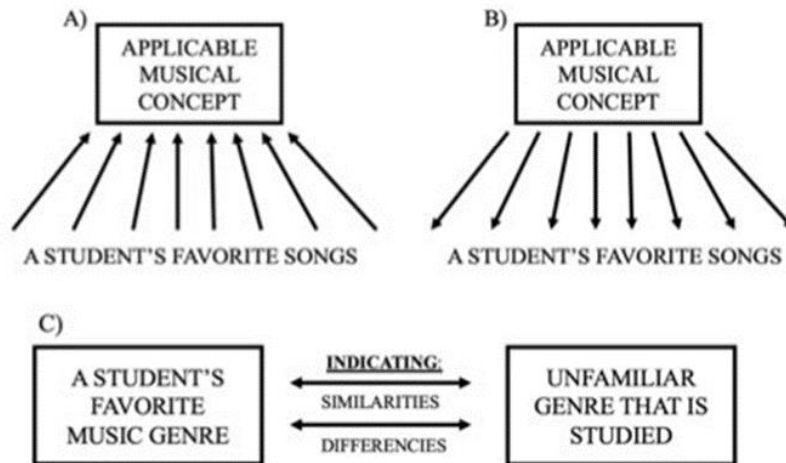 A)
APPLICABLE
MUSICAL
CONCEPT
A STUDENT'S FAVORITE SONGS
B)
APPLICABLE
MUSICAL
CONCEPT
A STUDENT'S FAVORITE SONGS
C)
A STUDENT'S
FAVORITE
MUSIC GENRE
INDICATING:
SIMILARITIES
DIFFERENCIES
UNFAMILIAR
GENRE THAT IS
STUDIED